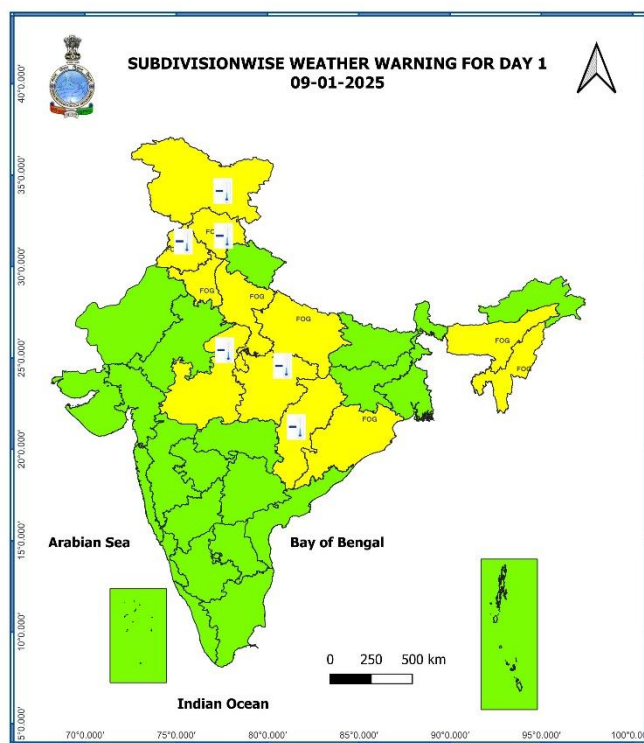 SUBDIVISIONWISE WEATHER WARNING FOR DAY 1
09-01-2025
40°0.000'
35°0.000'
30°0.000'
25°0.000'
20°0.000'
15°0.000'
10°0.000'
5°0.000'
FOG
FOG
FOG
FOG
FOG
FOG
Arabian Sea
Bay of Bengal
0 250 500 km
Indian Ocean
70°0.000' 75°0.000' 80°0.000' 85°0.000' 90°0.000' 95°0.000' 100°0.000'